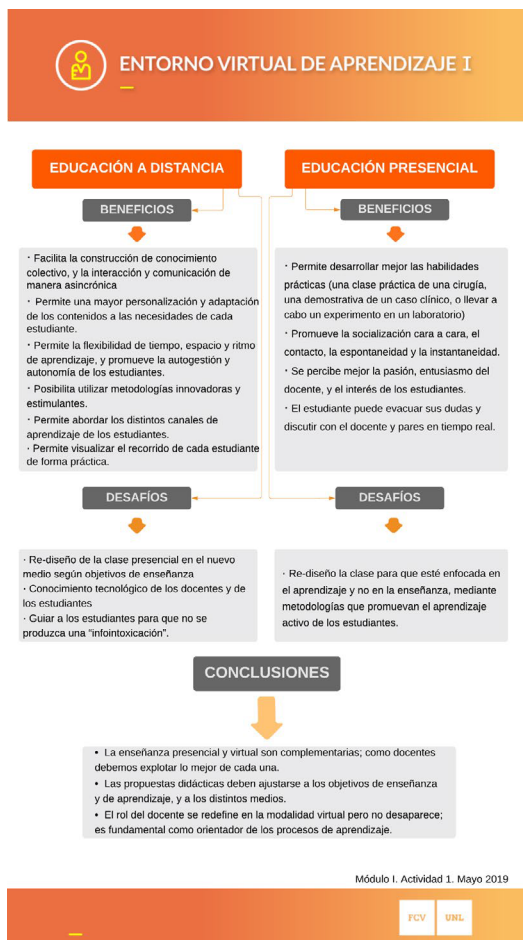 ENTORNO VIRTUAL DE APRENDIZAJE I
EDUCACIÓN A DISTANCIA
BENEFICIOS
· Facilita la construcción de conocimiento
colectivo, y la interacción y comunicación de
manera asincrónica
· Permite una mayor personalización y adaptación
de los contenidos a las necesidades de cada
estudiante.
· Permite la flexibilidad de tiempo, espacio y ritmo
de aprendizaje, y promueve la autogestión y
autonomía de los estudiantes.
· Posibilita utilizar metodologías innovadoras y
estimulantes.
· Permite abordar los distintos canales de
aprendizaje de los estudiantes.
· Permite visualizar el recorrido de cada estudiante
de forma práctica.
DESAFÍOS
· Re-diseño de la clase presencial en el nuevo
medio según objetivos de enseñanza
· Conocimiento tecnológico de los docentes y de
los estudiantes
· Guiar a los estudiantes para que no se
produzca una “infointoxicación”.
EDUCACIÓN PRESENCIAL
BENEFICIOS
· Permite desarrollar mejor las habilidades
prácticas (una clase práctica de una cirugía,
una demostrativa de un caso clínico, o llevar a
cabo un experimento en un laboratorio)
· Promueve la socialización cara a cara, el
contacto, la espontaneidad y la instantaneidad.
· Se percibe mejor la pasión, entusiasmo del
docente, y el interés de los estudiantes.
· El estudiante puede evacuar sus dudas y
discutir con el docente y pares en tiempo real.
DESAFÍOS
· Re-diseño la clase para que esté enfocada en
el aprendizaje y no en la enseñanza, mediante
metodologías que promuevan el aprendizaje
activo de los estudiantes.
CONCLUSIONES
• La enseñanza presencial y virtual son complementarias; como docentes
debemos explotar lo mejor de cada una.
• Las propuestas didácticas deben ajustarse a los objetivos de enseñanza
y de aprendizaje, y a los distintos medios.
• El rol del docente se redefine en la modalidad virtual pero no desaparece;
es fundamental como orientador de los procesos de aprendizaje.
Módulo I. Actividad 1. Mayo 2019
FCV UNL